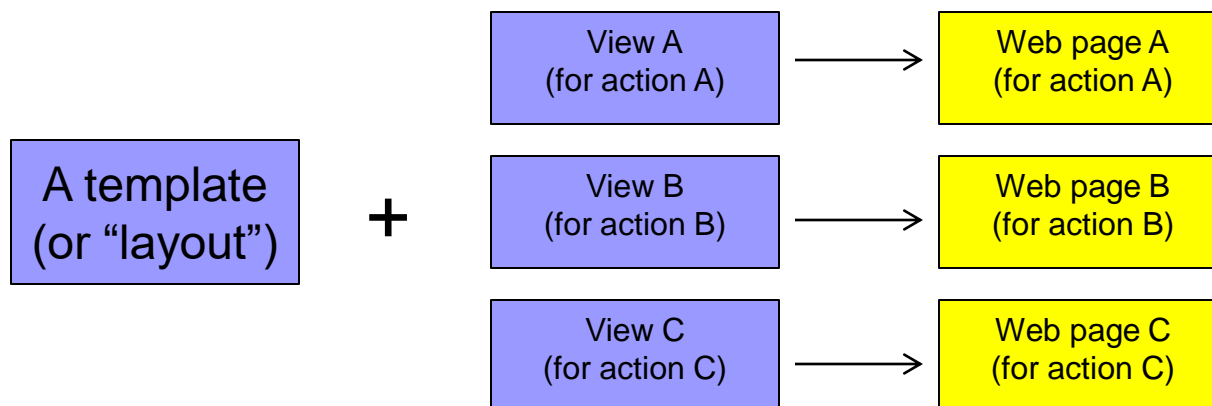 A template
(or “layout”)
+
View A
(for action A)
Web page A
(for action A)
View B
(for action B)
Web page B
(for action B)
View C
(for action C)
Web page C
(for action C)